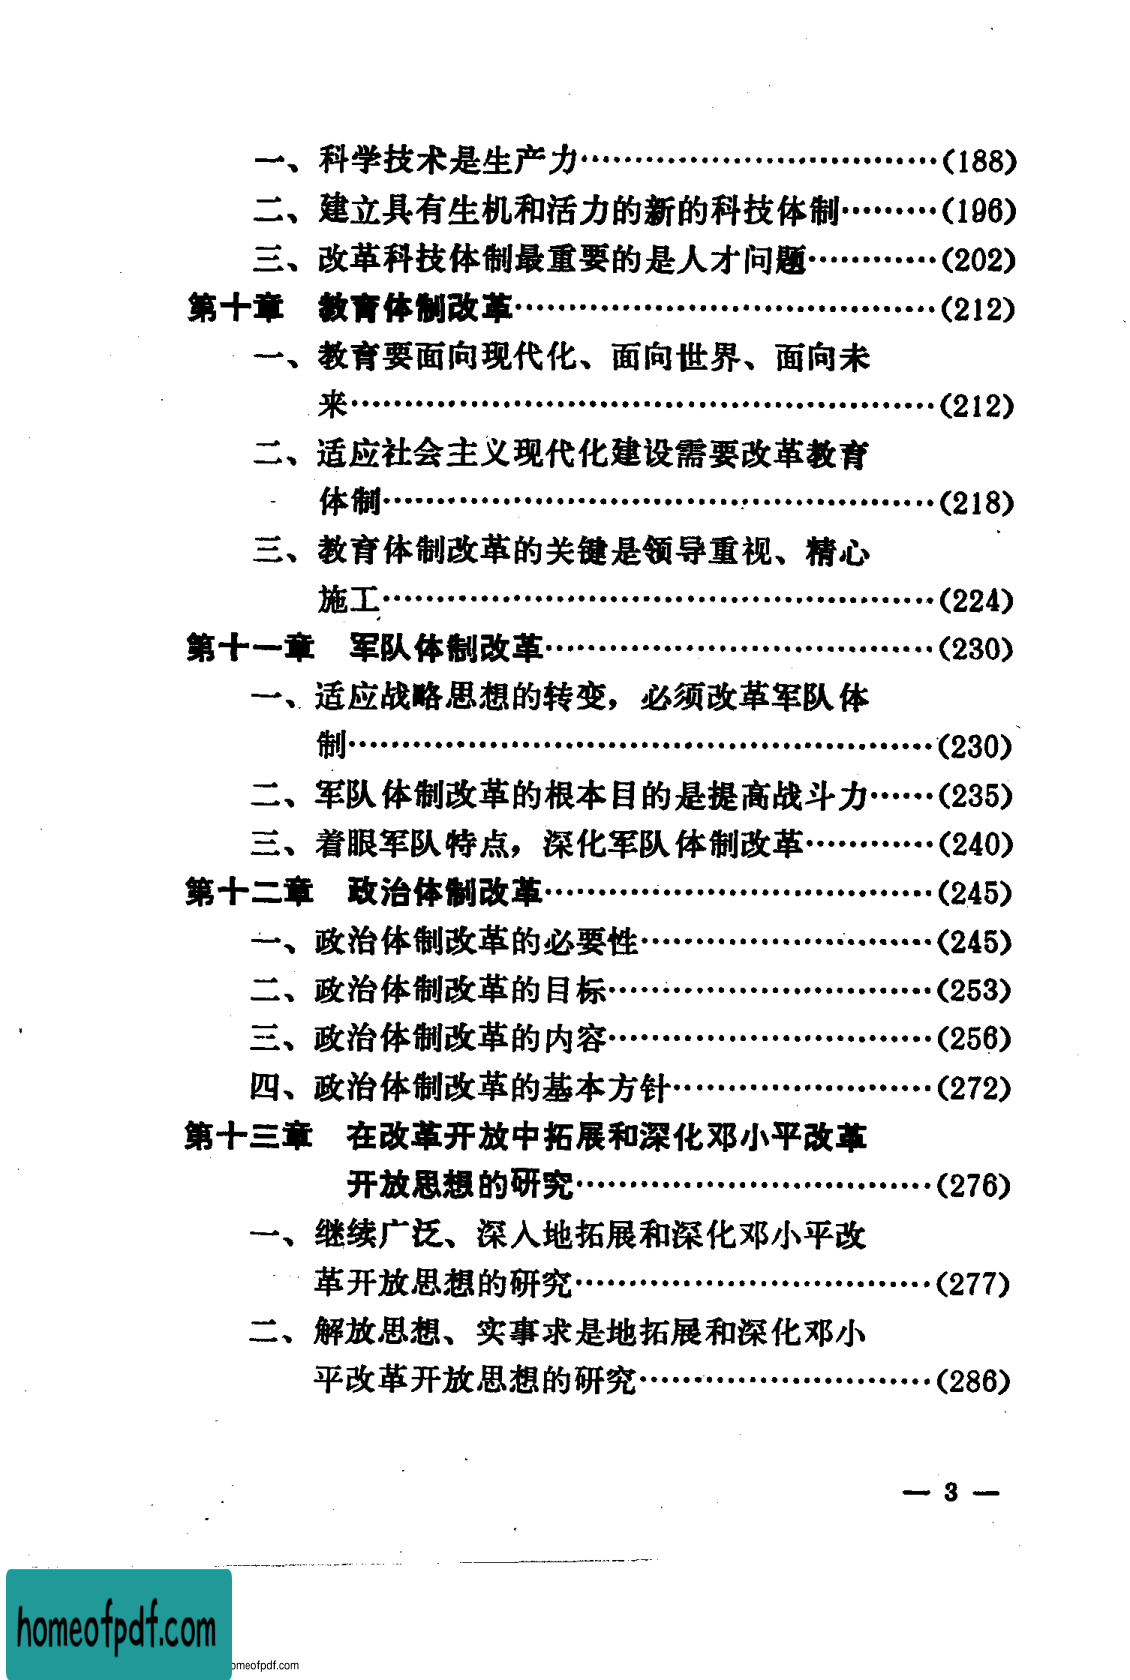 一、科学技术是生产力………………………………(188)
二、建立具有生机和活力的新的科技体制………(196)
三、改革科技体制最重要的是人才问题…………(202)
第十章　教育体制改革……………………………………(212)
一、教育要面向现代化、面向世界、面向未
来……………………………………………………(212)
二、适应社会主义现代化建设需要改革教育
体制…………………………………………………(218)
三、教育体制改革的关键是领导重视、精心
施工…………………………………………………(224)
第十一章　军队体制改革…………………………………(230)
一、适应战略思想的转变，必须改革军队体
制……………………………………………………(230)
二、军队体制改革的根本目的是提高战斗力……(235)
三、着眼军队特点，深化军队体制改革…………(240)
第十二章　政治体制改革…………………………………(245)
一、政治体制改革的必要性…………………………(245)
二、政治体制改革的目标……………………………(253)
三、政治体制改革的内容……………………………(256)
四、政治体制改革的基本方针………………………(272)
第十三章　在改革开放中拓展和深化邓小平改革
开放思想的研究………………………………(276)
一、继续广泛、深入地拓展和深化邓小平改
革开放思想的研究………………………………(277)
二、解放思想、实事求是地拓展和深化邓小
平改革开放思想的研究…………………………(286)
— 3 —
homeofpdf.com
omeofpdf.com